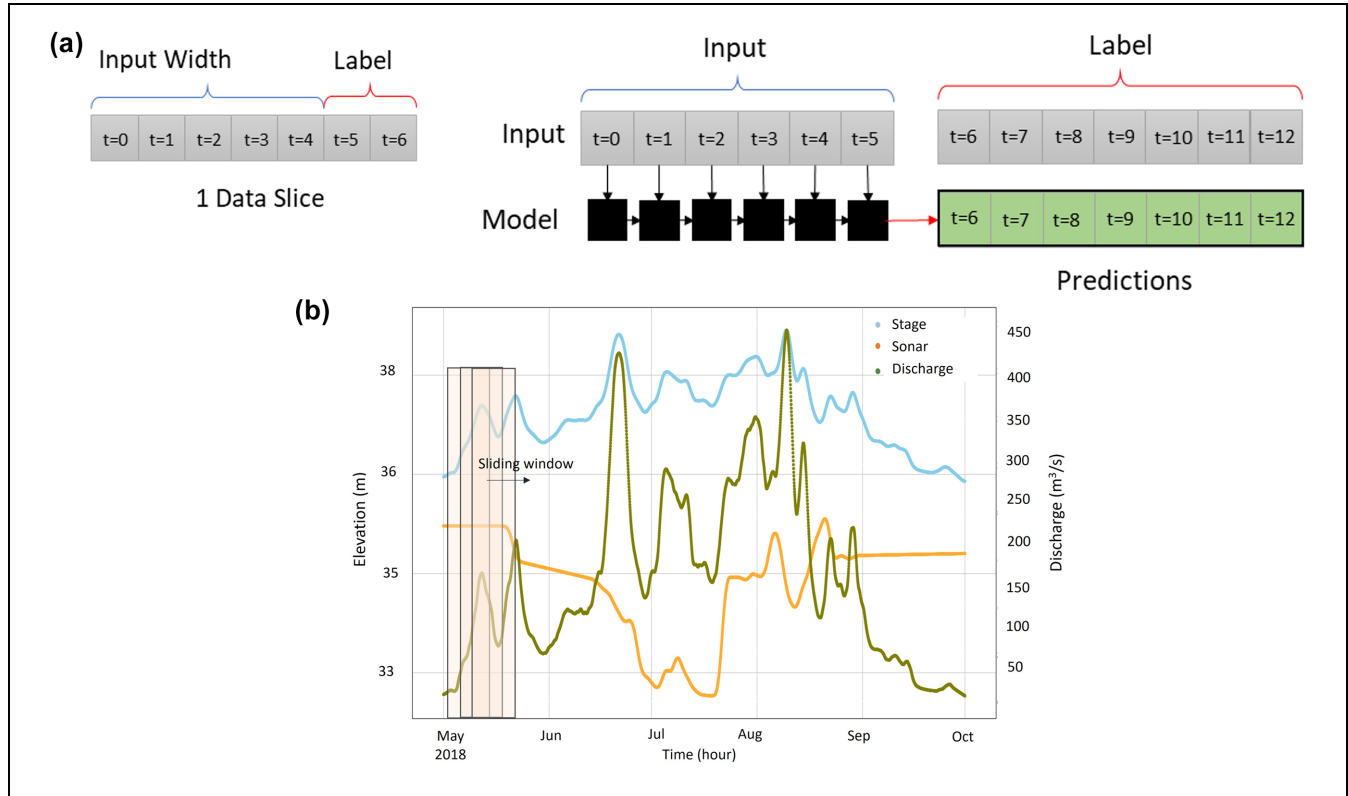 (a)
Input Width
Label
t=0 t=1 t=2 t=3 t=4 t=5 t=6
1 Data Slice
Input
Label
Input
t=0 t=1 t=2 t=3 t=4 t=5
t=6 t=7 t=8 t=9 t=10 t=11 t=12
Model
t=6 t=7 t=8 t=9 t=10 t=11 t=12
Predictions
(b)
Stage
Sonar
Discharge
Sliding window
38
36
35
33
Elevation (m)
450
400
350
300
250
200
150
100
50
Discharge (m³/s)
May Jun Jul Aug Sep Oct
2018
Time (hour)